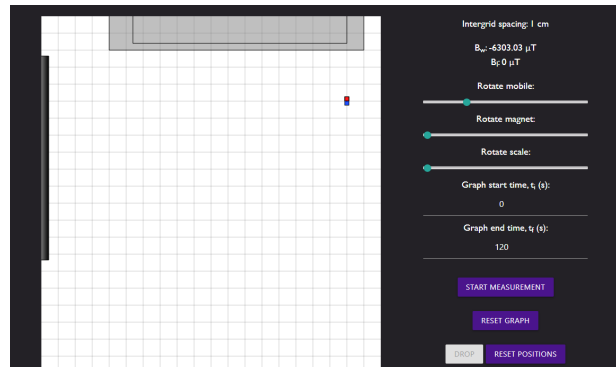 Intergrid spacing: 1 cm
Bw: -6303.03 μT
Bf: 0 μT
Rotate mobile:
Rotate magnet:
Rotate scale:
Graph start time, ti (s):
0
Graph end time, tf (s):
120
START MEASUREMENT
RESET GRAPH
DROP RESET POSITIONS